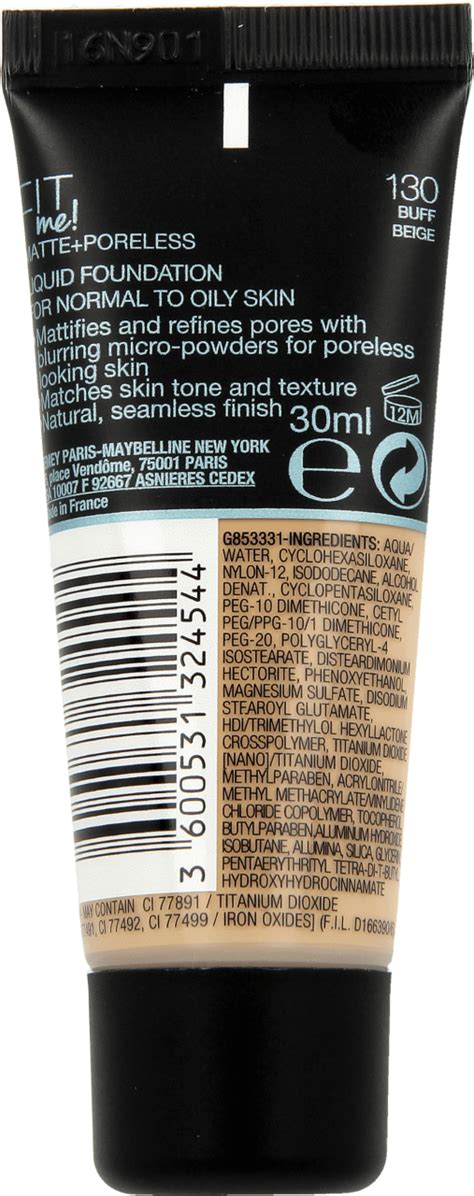 16N901
FIT
me!
MATTE+PORELESS
130
BUFF
BEIGE
LIQUID FOUNDATION
FOR NORMAL TO OILY SKIN
Mattifies and refines pores with
blurring micro-powders for poreless
looking skin
Matches skin tone and texture
Natural, seamless finish 30ml
12M
e
GEMEY PARIS-MAYBELLINE NEW YORK
place Vendôme, 75001 PARIS
10007 F 92667 ASNIERES CEDEX
Made in France
G853331-INGREDIENTS: AQUA/
WATER, CYCLOHEXASILOXANE,
NYLON-12, ISODODECANE, ALCOHOL
DENAT., CYCLOPENTASILOXANE,
PEG-10 DIMETHICONE, CETYL
PEG/PPG-10/1 DIMETHICONE,
PEG-20, POLYGLYCERYL-4
ISOSTEARATE, DISTEARDIMONIUM
HECTORITE, PHENOXYETHANOL,
MAGNESIUM SULFATE, DISODIUM
STEAROYL GLUTAMATE,
HDI/TRIMETHYLOL HEXYLLACTONE
CROSSPOLYMER, TITANIUM DIOXIDE
[NANO]/TITANIUM DIOXIDE,
METHYLPARABEN, ACRYLONITRILE/
METHYL METHACRYLATE/VINYLIDENE
CHLORIDE COPOLYMER, TOCOPHEROL,
BUTYLPARABEN, ALUMINUM HYDROXIDE,
ISOBUTANE, ALUMINA, SILICA, GLYCERIN,
PENTAERYTHRITYL TETRA-DI-T-BUTYL
HYDROXYHYDROCINNAMATE
MAY CONTAIN CI 77891 / TITANIUM DIOXIDE
77491, CI 77492, CI 77499 / IRON OXIDES] (F.I.L. D166390/6
3 600531 324544